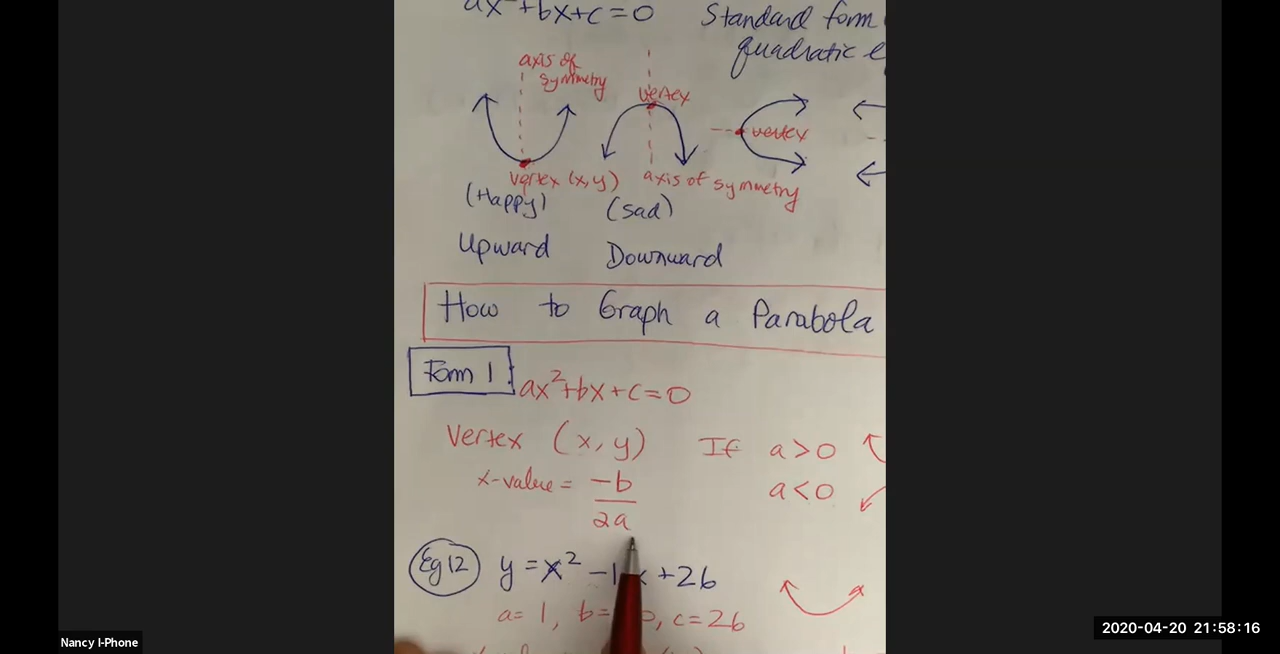 ax²+bx+c=0 Standard form
quadratic
axis of
symmetry
vertex
vertex
vertex (x,y) axis of symmetry
(Happy) (sad)
Upward Downward
How to Graph a Parabola
Form 1: ax²+bx+c=0
Vertex (x,y) If a>0
x-value = -b/2a a<0
Eg 12 y=x² -1 x +26
a=1, b= c=26
Nancy I-Phone
2020-04-20 21:58:16